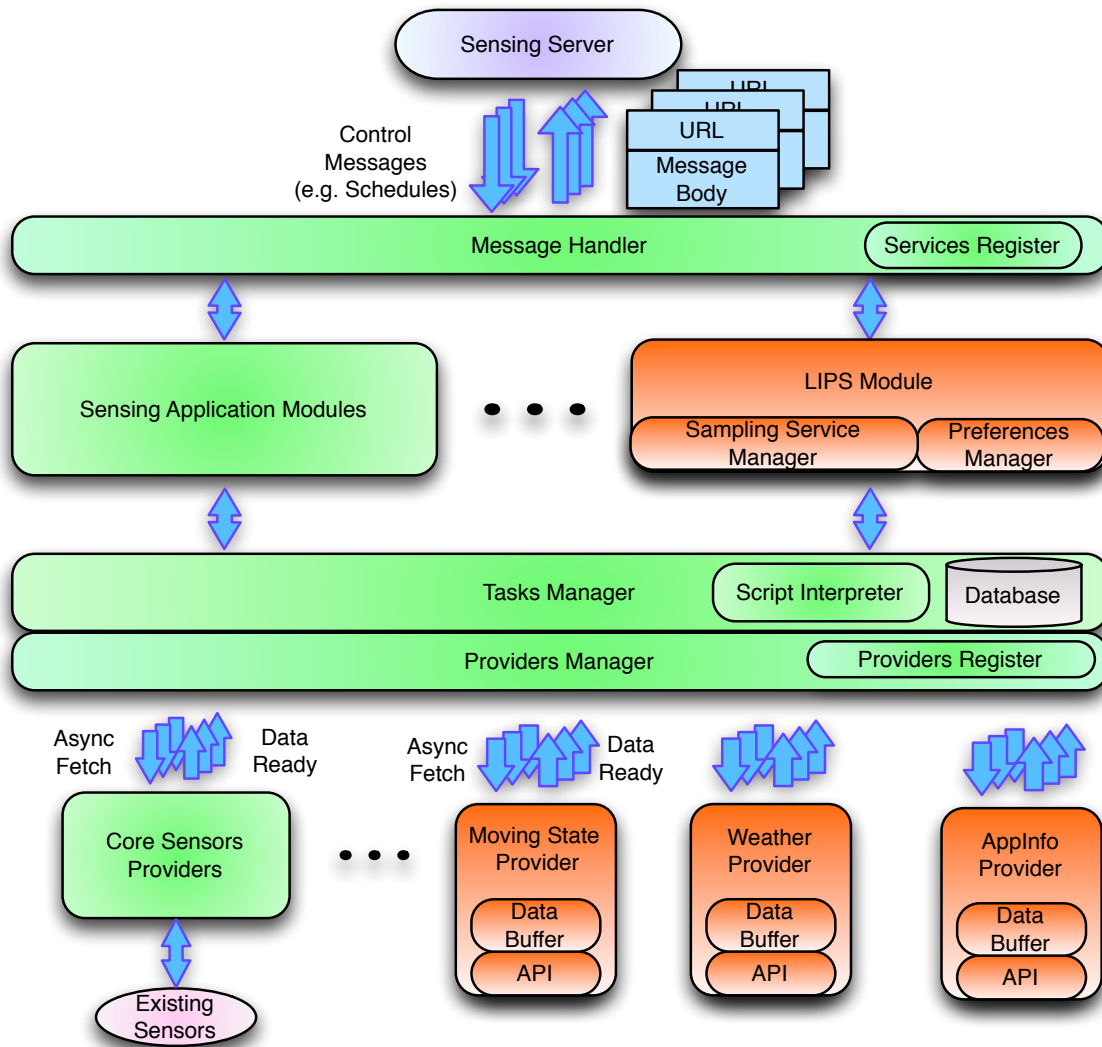 Sensing Server
Control
Messages
(e.g. Schedules)
URL
URL
URL
Message
Body
Message Handler
Services Register
Sensing Application Modules
LIPS Module
Sampling Service
Manager
Preferences
Manager
Tasks Manager
Script Interpreter
Database
Providers Manager
Providers Register
Async
Fetch
Data
Ready
Async
Fetch
Data
Ready
Core Sensors
Providers
Moving State
Provider
Data
Buffer
API
Weather
Provider
Data
Buffer
API
AppInfo
Provider
Data
Buffer
API
Existing
Sensors